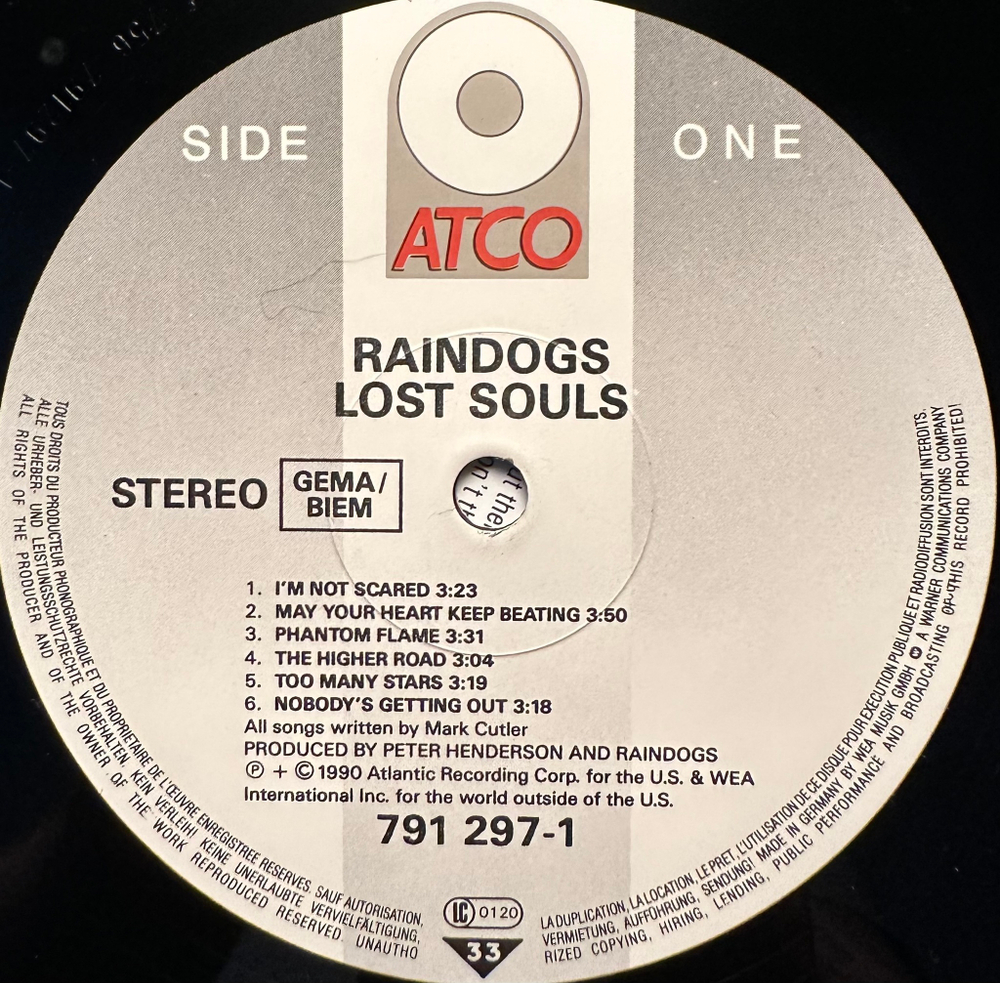 SIDE ONE
ATCO
RAINDOGS
LOST SOULS
STEREO
GEMA/
BIEM
1. I'M NOT SCARED 3:23
2. MAY YOUR HEART KEEP BEATING 3:50
3. PHANTOM FLAME 3:31
4. THE HIGHER ROAD 3:04
5. TOO MANY STARS 3:19
6. NOBODY'S GETTING OUT 3:18
All songs written by Mark Cutler
PRODUCED BY PETER HENDERSON AND RAINDOGS
Ⓟ + © 1990 Atlantic Recording Corp. for the U.S. & WEA
International Inc. for the world outside of the U.S.
791 297-1
LC 0120
33
TOUS DROITS DU PRODUCTEUR PHONOGRAPHIQUE ET DU PROPRIETAIRE DE L'ŒUVRE ENREGISTREE RESERVES. SAUF AUTORISATION,
ALLE URHEBER- UND LEISTUNGSSCHUTZRECHTE VORBEHALTEN. KEIN VERLEIH! KEINE UNERLAUBTE VERVIELFÄLTIGUNG,
ALL RIGHTS OF THE PRODUCER AND OF THE OWNER OF THE WORK REPRODUCED RESERVED UNAUTHO
LA DUPLICATION, LA LOCATION, LE PRET, L'UTILISATION DE CE DISQUE POUR EXECUTION PUBLIQUE ET RADIODIFFUSION SONT INTERDITS.
VERMIETUNG, AUFFÖHRUNG, SENDUNG! MADE IN GERMANY BY WEA MUSIK GMBH A WARNER COMMUNICATIONS COMPANY
RIZED COPYING, HIRING, LENDING, PUBLIC PERFORMANCE AND BROADCASTING OF THIS RECORD PROHIBITED!